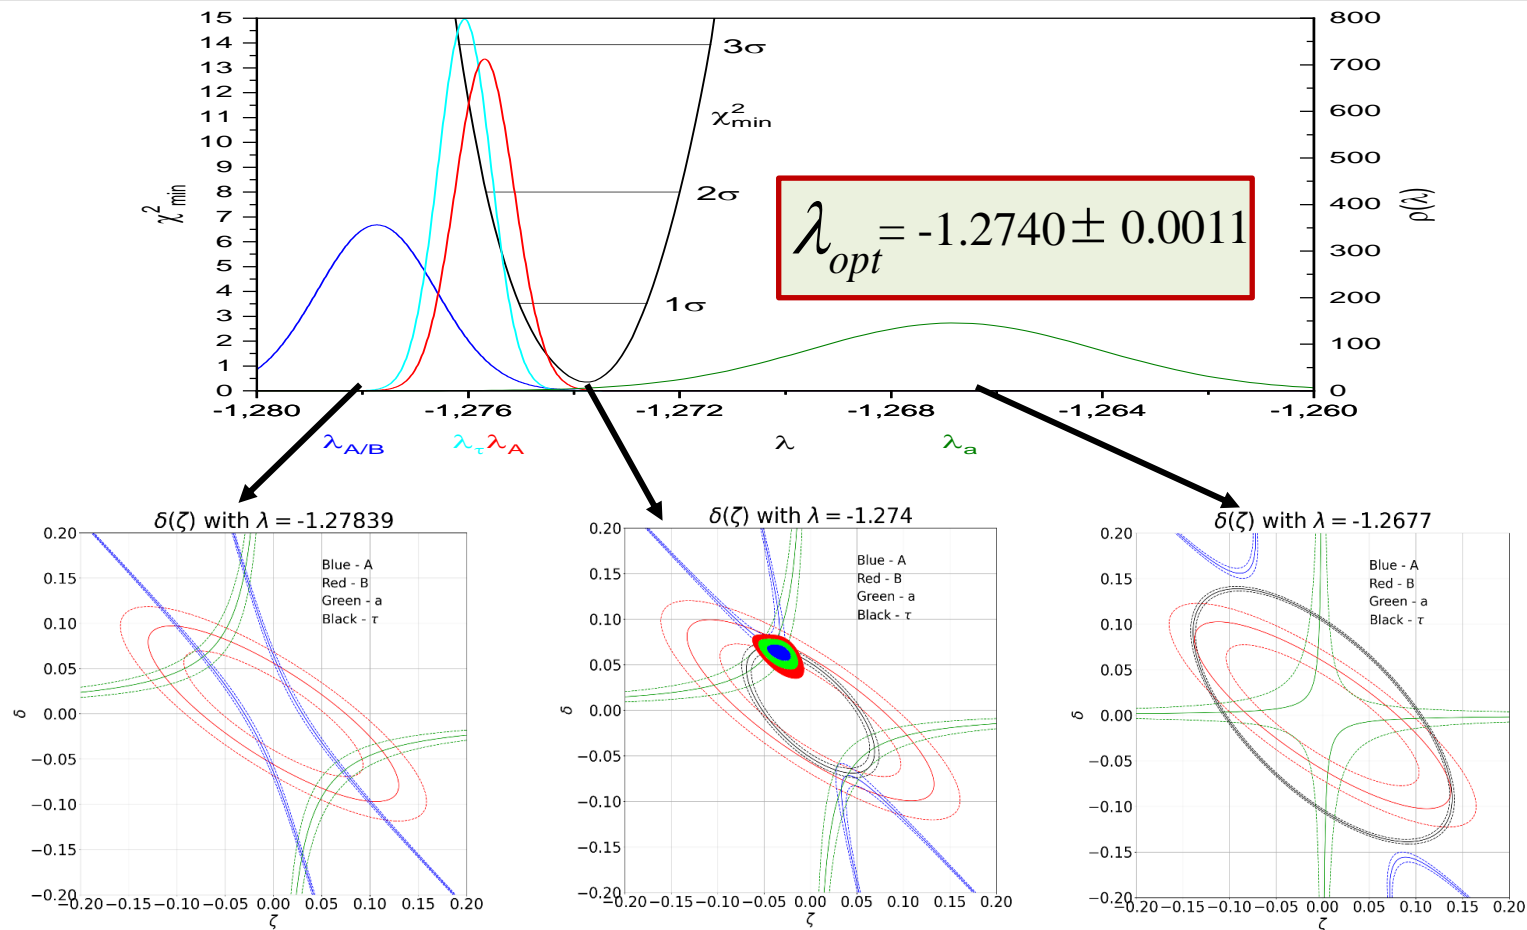 15
14
13
12
11
10
9
8
7
6
5
4
3
2
1
0
χ²min
800
700
600
500
400
300
200
100
0
ρ(λ)
3σ
χ²min
2σ
1σ
λopt = -1.2740 ± 0.0011
-1,280 -1,276 -1,272 -1,268 -1,264 -1,260
λA/B λτ λA λ λa
δ(ζ) with λ = -1.27839
Blue - A
Red - B
Green - a
Black - τ
0.20
0.15
0.10
0.05
0.00
−0.05
−0.10
−0.15
−0.20
δ
−0.20 −0.15 −0.10 −0.05 0.00 0.05 0.10 0.15 0.20
ζ
δ(ζ) with λ = -1.274
Blue - A
Red - B
Green - a
Black - τ
0.20
0.15
0.10
0.05
0.00
−0.05
−0.10
−0.15
−0.20
δ
−0.20 −0.15 −0.10 −0.05 0.00 0.05 0.10 0.15 0.20
ζ
δ(ζ) with λ = -1.2677
Blue - A
Red - B
Green - a
Black - τ
0.20
0.15
0.10
0.05
0.00
−0.05
−0.10
−0.15
−0.20
δ
−0.20 −0.15 −0.10 −0.05 0.00 0.05 0.10 0.15 0.20
ζ